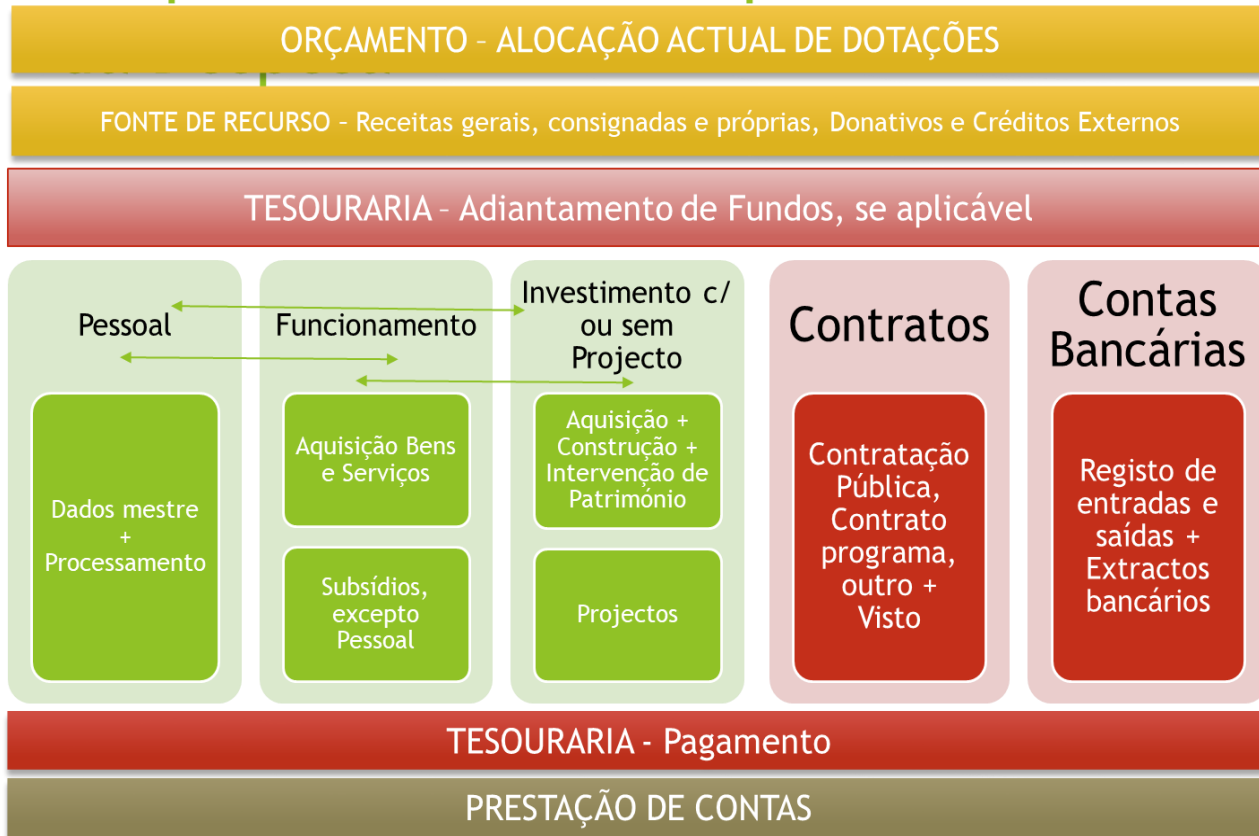 ORÇAMENTO – ALOCAÇÃO ACTUAL DE DOTAÇÕES
FONTE DE RECURSO – Receitas gerais, consignadas e próprias, Donativos e Créditos Externos
TESOURARIA – Adiantamento de Fundos, se aplicável
Pessoal
Dados mestre
+
Processamento
Funcionamento
Aquisição Bens
e Serviços
Subsídios,
excepto
Pessoal
Investimento c/
ou sem
Projecto
Aquisição +
Construção +
Intervenção de
Património
Projectos
Contratos
Contratação
Pública,
Contrato
programa,
outro +
Visto
Contas
Bancárias
Registo de
entradas e
saídas +
Extractos
bancários
TESOURARIA - Pagamento
PRESTAÇÃO DE CONTAS